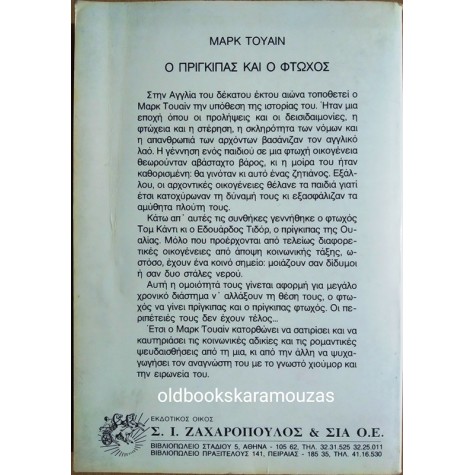 ΜΑΡΚ ΤΟΥΑΙΝ
Ο ΠΡΙΓΚΙΠΑΣ ΚΑΙ Ο ΦΤΩΧΟΣ
Στην Αγγλία του δέκατου έκτου αιώνα τοποθετεί ο
Μαρκ Τουαίν την υπόθεση της ιστορίας του. Ήταν μια
εποχή όπου οι προλήψεις και οι δεισιδαιμονίες, η
φτώχεια και η στέρηση, η σκληρότητα των νόμων και
η απανθρωπιά των αρχόντων βασάνιζαν τον αγγλικό
λαό. Η γέννηση ενός παιδιού σε μια φτωχή οικογένεια
θεωρούνταν αβάσταχτο βάρος, κι η μοίρα του ήταν
καθορισμένη: θα γινόταν κι αυτό ένας ζητιάνος. Εξάλ-
λου, οι αρχοντικές οικογένειες θέλανε τα παιδιά γιατί
έτσι κατοχύρωναν τη δύναμή τους κι εξασφάλιζαν τα
αμύθητα πλούτη τους.
Κάτω απ' αυτές τις συνθήκες γεννήθηκε ο φτωχός
Τομ Κάντι κι ο Εδουάρδος Τιδόρ, ο πρίγκιπας της Ου-
αλίας. Μόλο που προέρχονται από τελείως διαφορε-
τικές οικογένειες από άποψη κοινωνικής τάξης, ω-
στόσο, έχουν ένα κοινό σημείο: μοιάζουν σαν δίδυμοι
ή σαν δυο στάλες νερού.
Αυτή η ομοιότητά τους γίνεται αφορμή για μεγάλο
χρονικό διάστημα ν' αλλάξουν τη θέση τους, ο φτω-
χός να γίνει πρίγκιπας και ο πρίγκιπας φτωχός. Οι πε-
ριπέτειές τους δεν έχουν τέλος...
Έτσι ο Μαρκ Τουαίν κατορθώνει να σατιρίσει και να
καυτηριάσει τις κοινωνικές αδικίες και τις ρομαντικές
ψευδαισθήσεις από τη μια, κι από την άλλη να ψυχα-
γωγήσει τον αναγνώστη του με το γνωστό χιούμορ και
την ειρωνεία του.
oldbookskaramouzas
ΕΚΔΟΤΙΚΟΣ ΟΙΚΟΣ
Σ. Ι. ΖΑΧΑΡΟΠΟΥΛΟΣ & ΣΙΑ Ο.Ε.
ΒΙΒΛΙΟΠΩΛΕΙΟ ΣΤΑΔΙΟΥ 5, ΑΘΗΝΑ - 105 62, ΤΗΛ. 32.31.525 32.25.011
ΒΙΒΛΙΟΠΩΛΕΙΟ ΠΡΑΞΙΤΕΛΟΥΣ 141, ΠΕΙΡΑΙΑΣ - 185 35, ΤΗΛ. 41.16.530